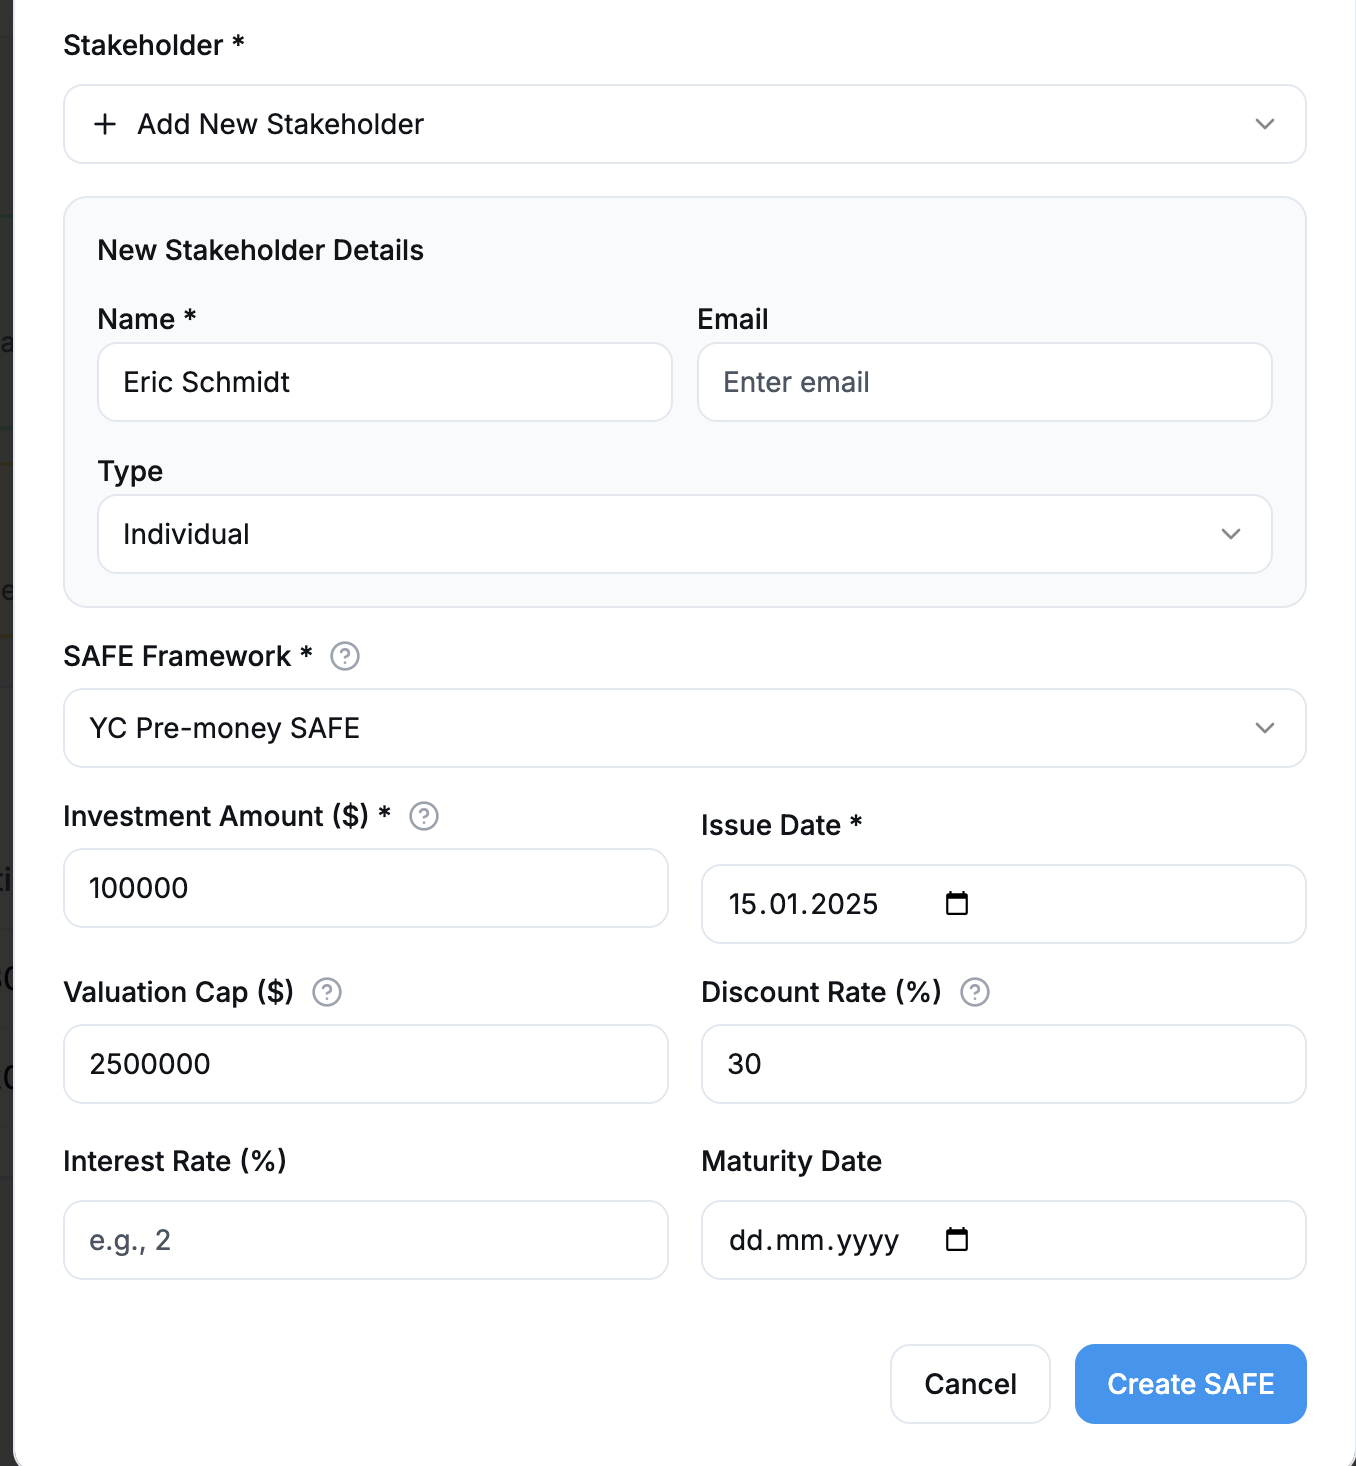 Stakeholder *
+ Add New Stakeholder
New Stakeholder Details
Name *
Email
Eric Schmidt
Enter email
Type
Individual
SAFE Framework * ?
YC Pre-money SAFE
Investment Amount ($) * ?
Issue Date *
100000
15.01.2025
Valuation Cap ($) ?
Discount Rate (%) ?
2500000
30
Interest Rate (%)
Maturity Date
e.g., 2
dd.mm.yyyy
Cancel
Create SAFE